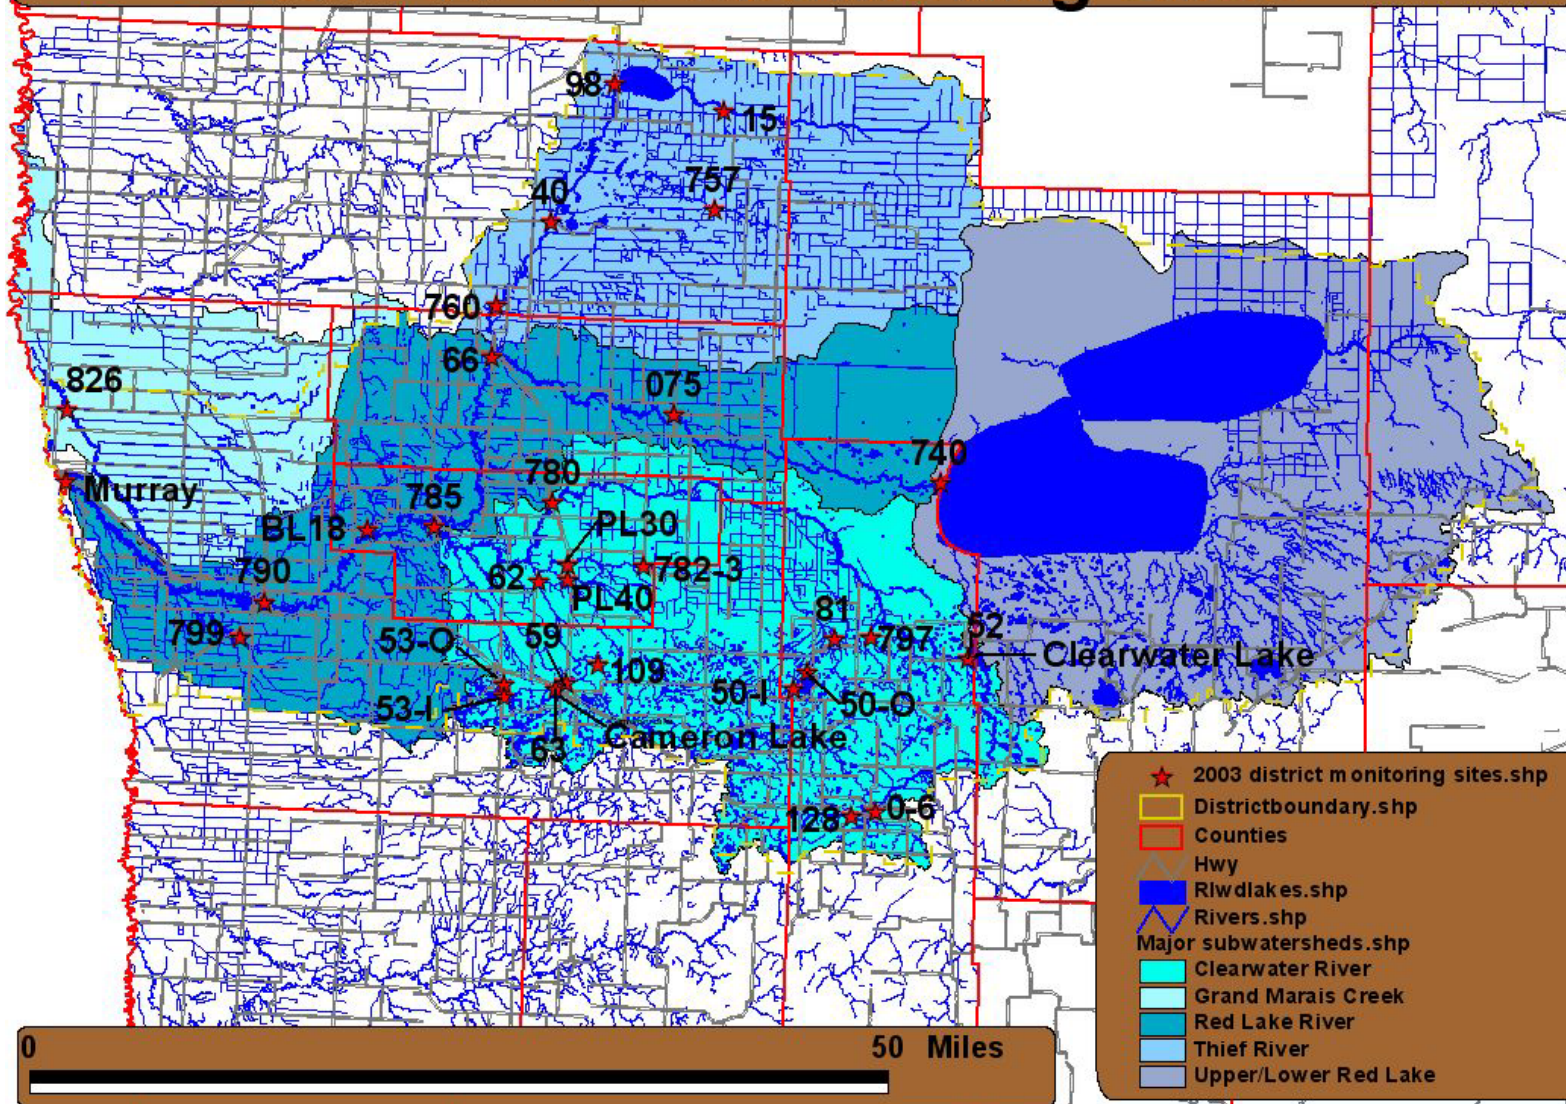 98
15
757
40
760
66
826
075
740
780
Murray
785
BL18
PL30
62
782-3
790
PL40
81
799
53-O
59
797
52
Clearwater Lake
109
50-I
50-O
53-I
63
Cameron Lake
128
0-6
2003 district monitoring sites.shp
Districtboundary.shp
Counties
Hwy
Rlwdlakes.shp
Rivers.shp
Major subwatersheds.shp
Clearwater River
Grand Marais Creek
Red Lake River
Thief River
Upper/Lower Red Lake
0 50 Miles